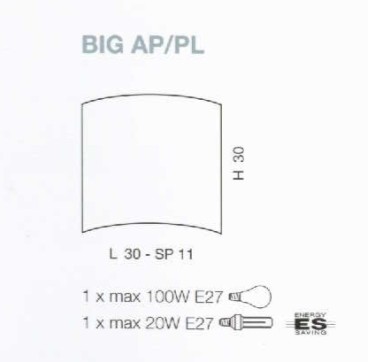 BIG AP/PL
H 30
L 30 - SP 11
1 x max 100W E27
1 x max 20W E27
ENERGY
ES
SAVING